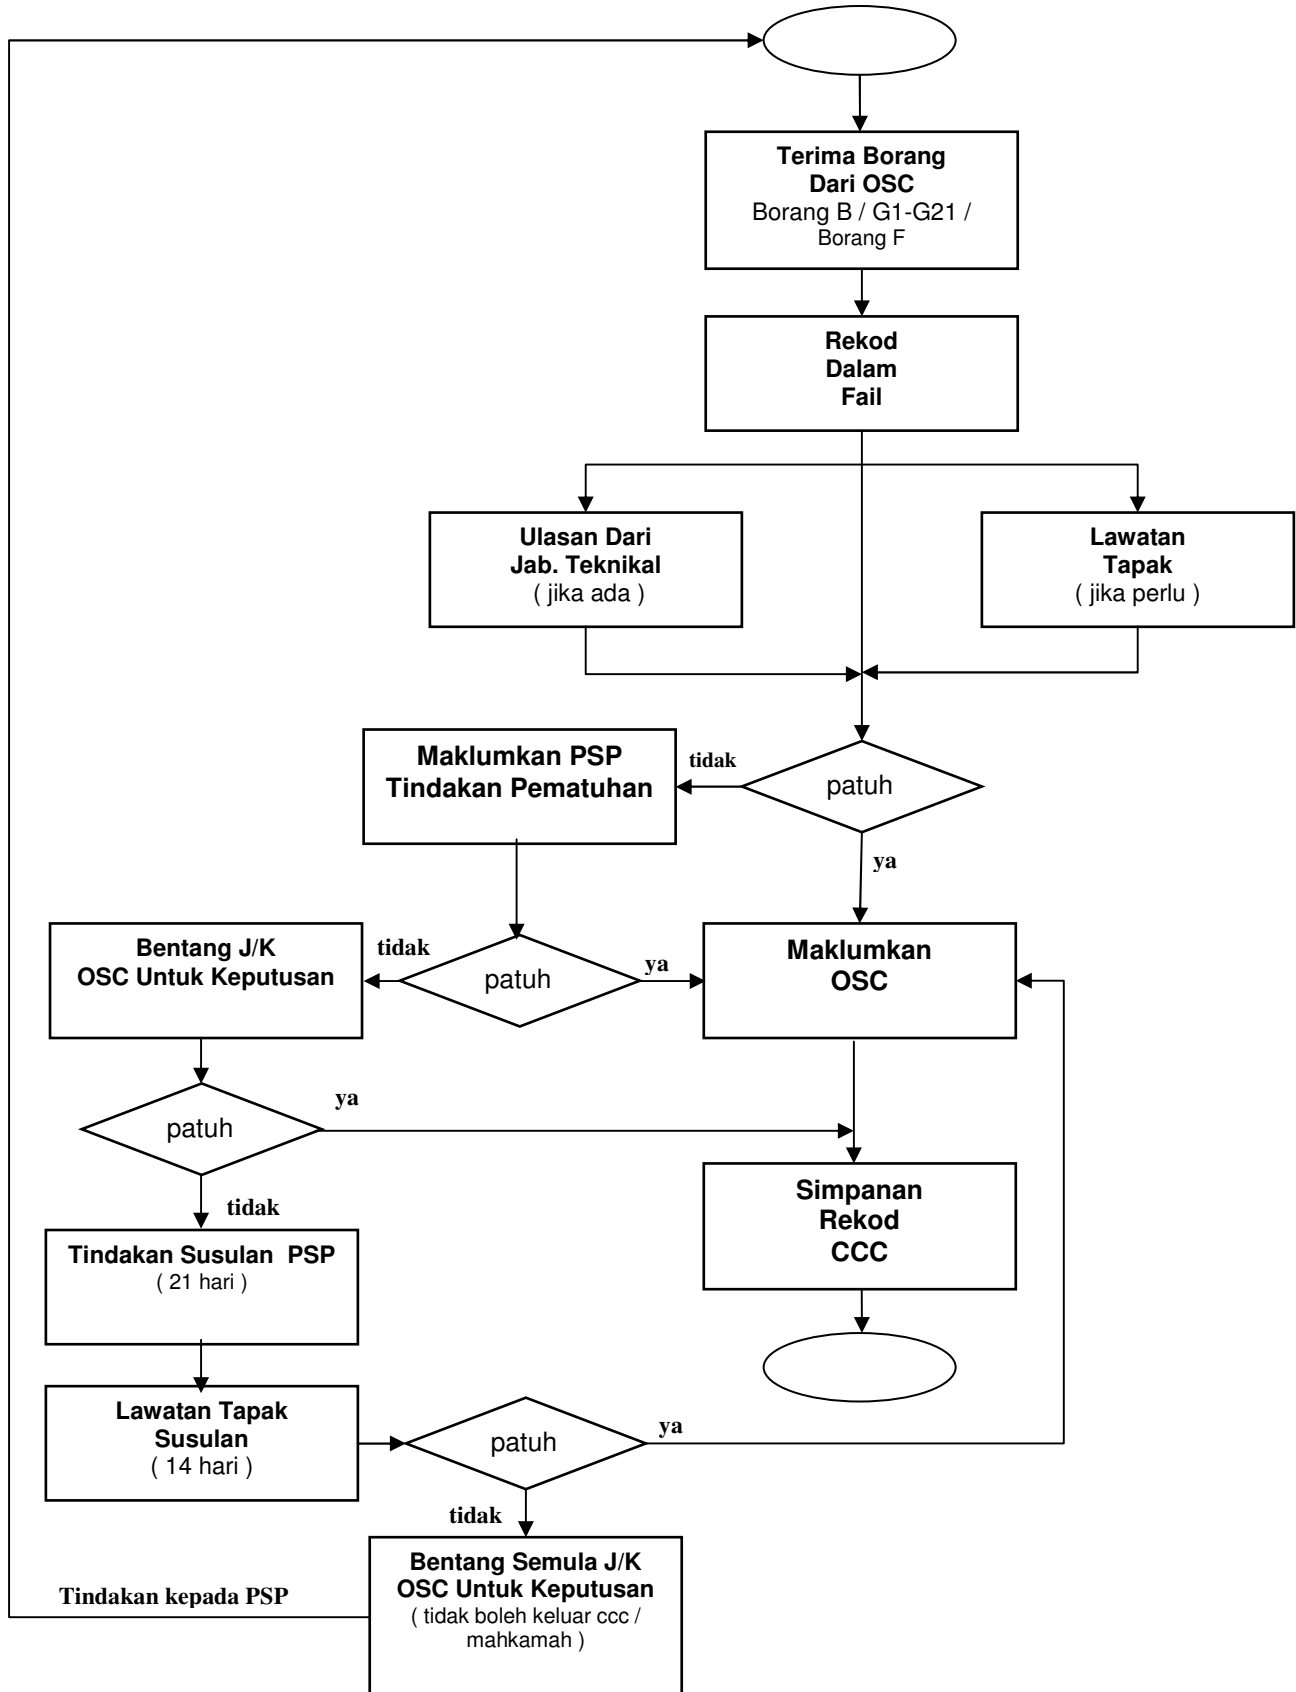 Terima Borang
Dari OSC
Borang B / G1-G21 /
Borang F
Rekod
Dalam
Fail
Ulasan Dari
Jab. Teknikal
( jika ada )
Lawatan
Tapak
( jika perlu )
Maklumkan PSP
Tindakan Pematuhan
tidak
patuh
ya
Bentang J/K
OSC Untuk Keputusan
tidak
patuh
ya
Maklumkan
OSC
patuh
ya
tidak
Simpanan
Rekod
CCC
Tindakan Susulan  PSP
( 21 hari )
Lawatan Tapak
Susulan
( 14 hari )
patuh
ya
tidak
Bentang Semula J/K
OSC Untuk Keputusan
( tidak boleh keluar ccc /
mahkamah )
Tindakan kepada PSP